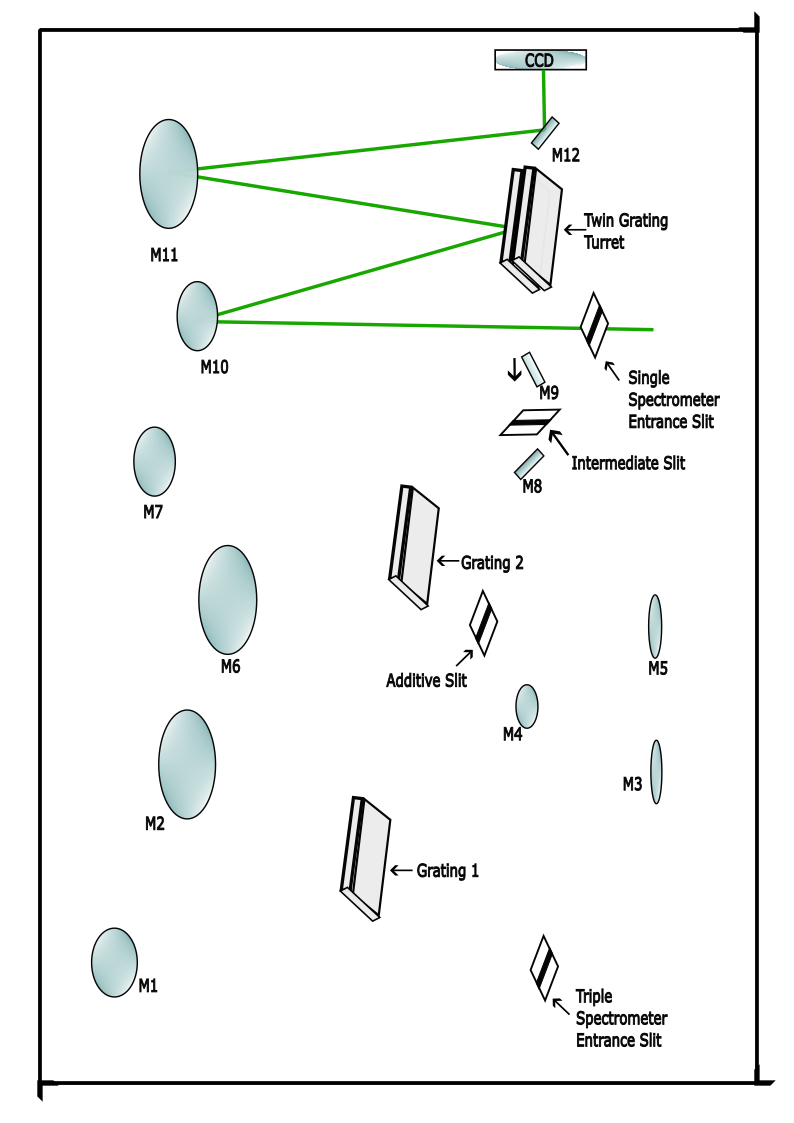 CCD
M12
Twin Grating
Turret
M11
M10
Single
Spectrometer
Entrance Slit
M9
Intermediate Slit
M8
M7
Grating 2
M6
M5
Additive Slit
M4
M3
M2
Grating 1
M1
Triple
Spectrometer
Entrance Slit